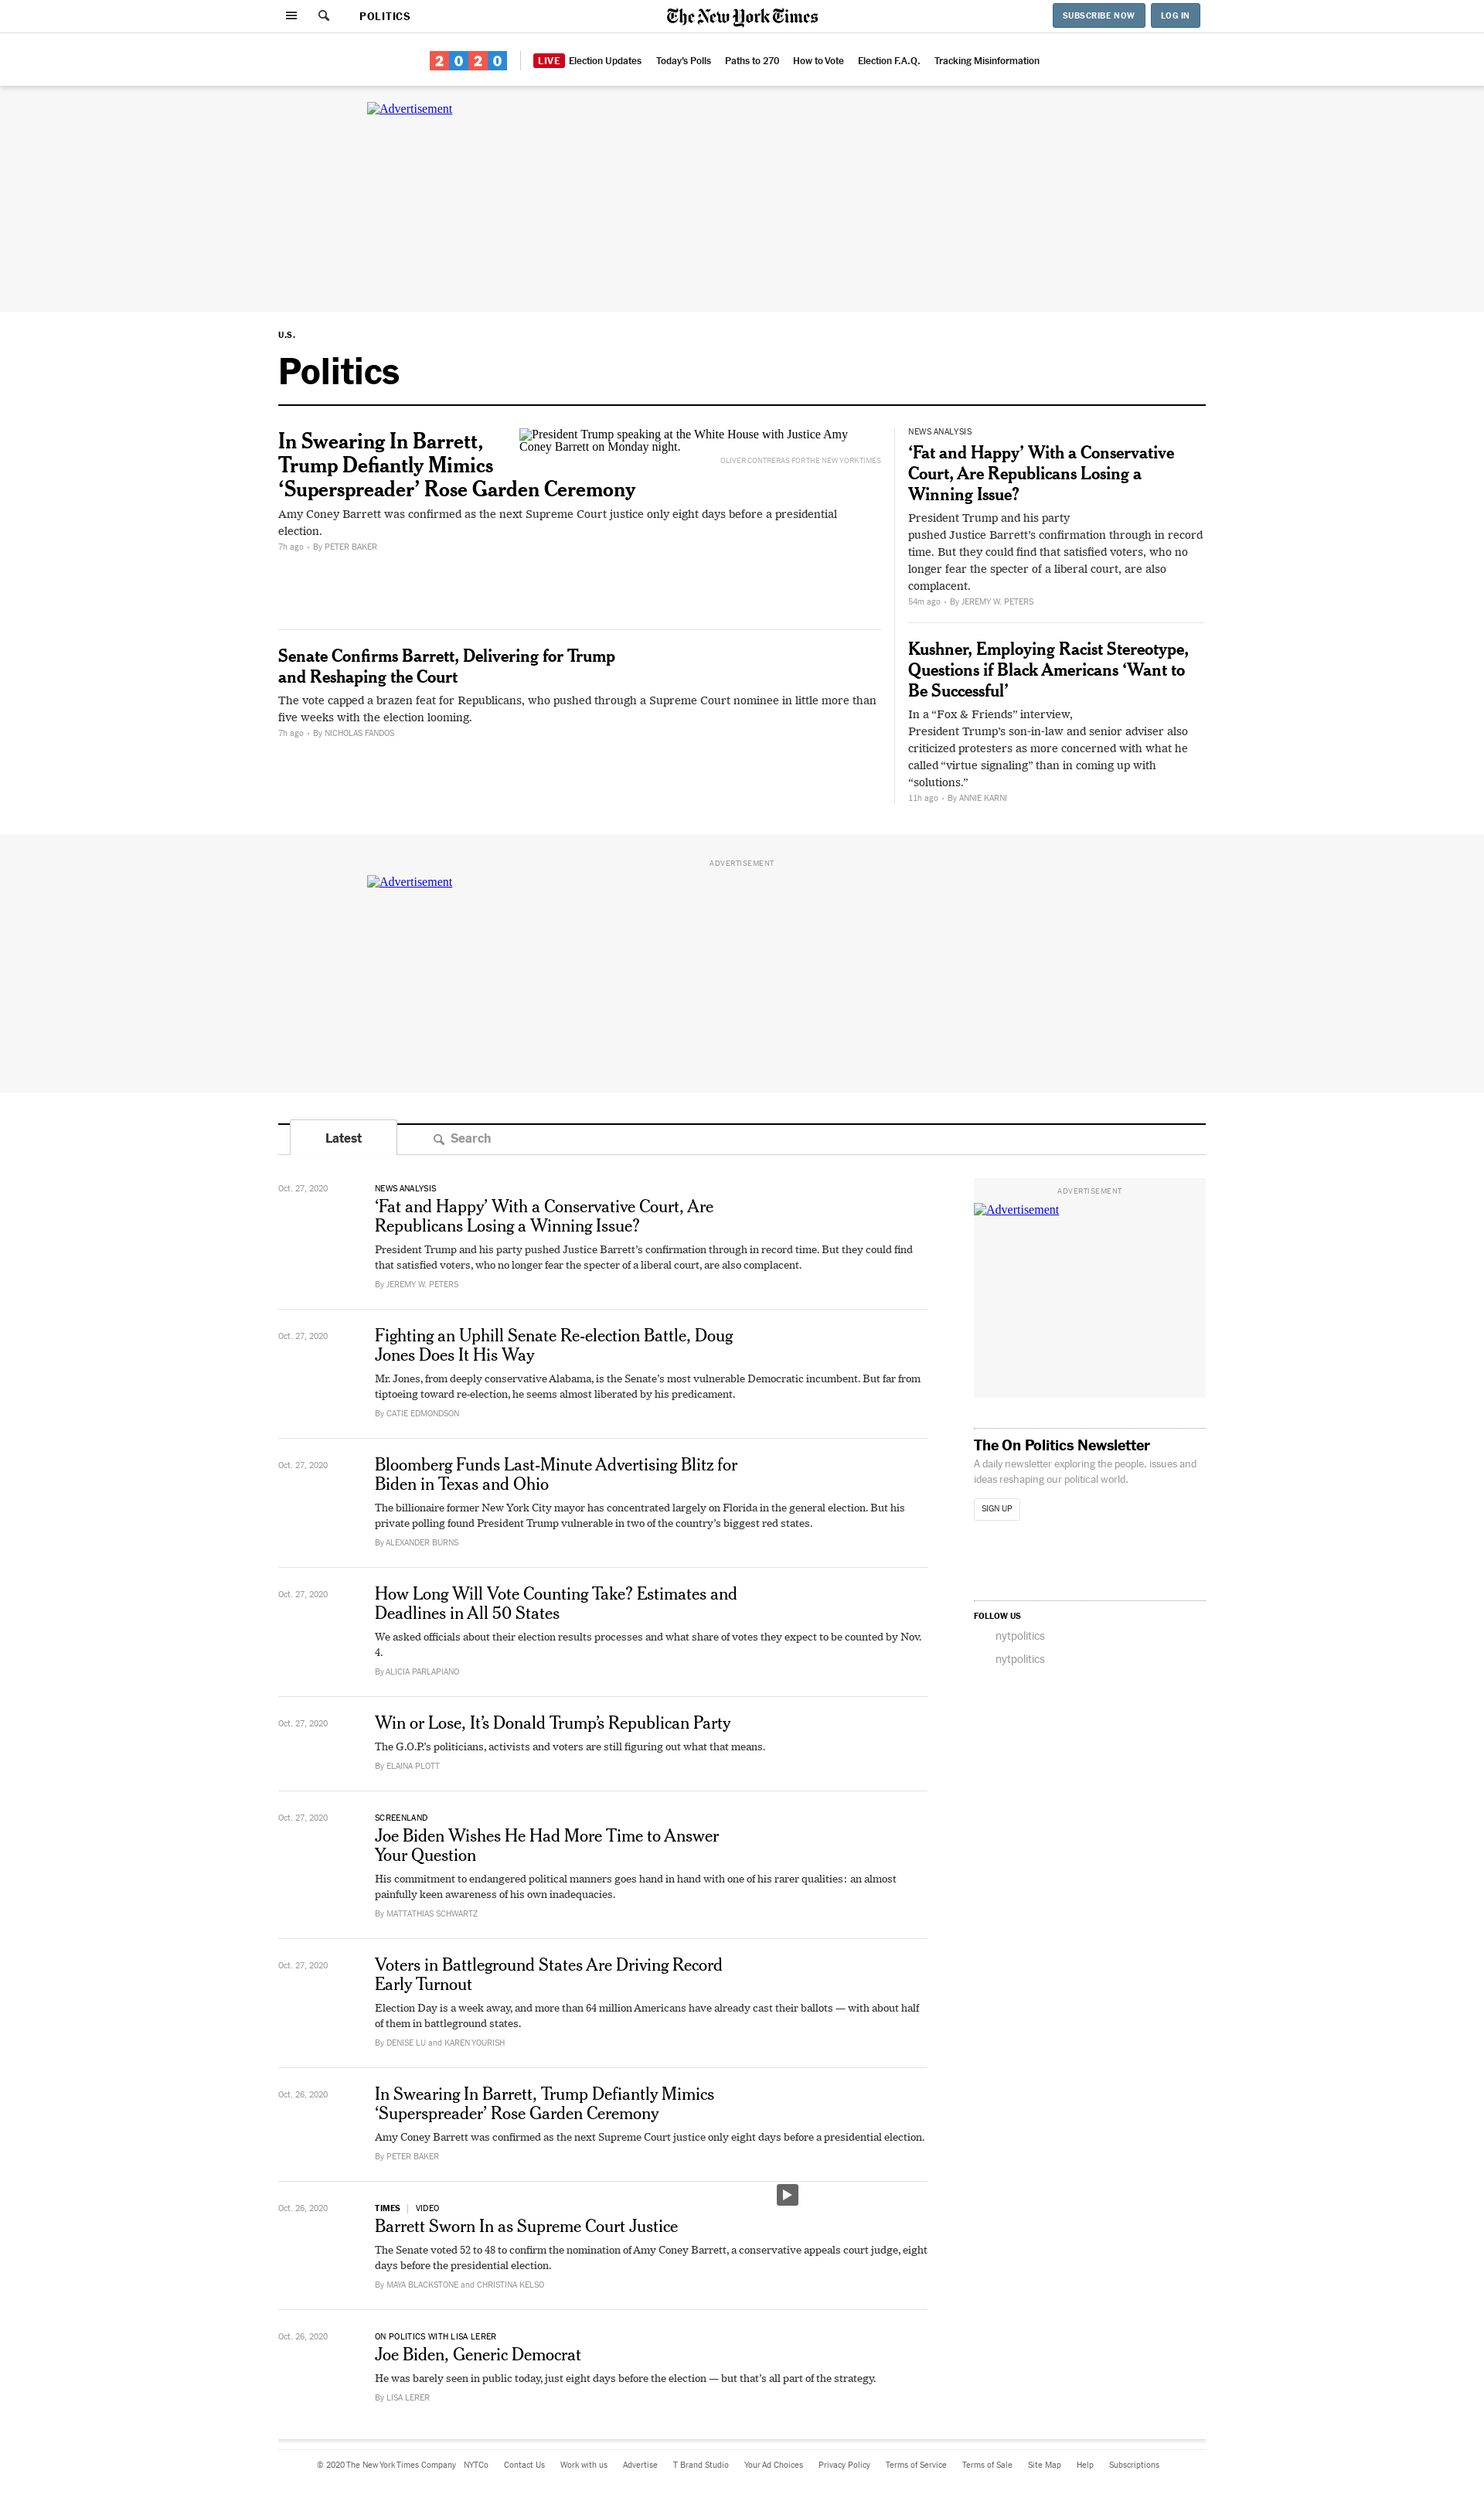 POLITICS
The New York Times
SUBSCRIBE NOW
LOG IN
2020
LIVE Election Updates
Today's Polls
Paths to 270
How to Vote
Election F.A.Q.
Tracking Misinformation
Advertisement
U.S.
Politics
In Swearing In Barrett,
Trump Defiantly Mimics
‘Superspreader’ Rose Garden Ceremony
Amy Coney Barrett was confirmed as the next Supreme Court justice only eight days before a presidential
election.
7h ago • By PETER BAKER
President Trump speaking at the White House with Justice Amy
Coney Barrett on Monday night.
OLIVER CONTRERAS FOR THE NEW YORK TIMES
Senate Confirms Barrett, Delivering for Trump
and Reshaping the Court
The vote capped a brazen feat for Republicans, who pushed through a Supreme Court nominee in little more than
five weeks with the election looming.
7h ago • By NICHOLAS FANDOS
NEWS ANALYSIS
‘Fat and Happy’ With a Conservative
Court, Are Republicans Losing a
Winning Issue?
President Trump and his party
pushed Justice Barrett’s confirmation through in record
time. But they could find that satisfied voters, who no
longer fear the specter of a liberal court, are also
complacent.
54m ago • By JEREMY W. PETERS
Kushner, Employing Racist Stereotype,
Questions if Black Americans ‘Want to
Be Successful’
In a “Fox & Friends” interview,
President Trump’s son-in-law and senior adviser also
criticized protesters as more concerned with what he
called “virtue signaling” than in coming up with
“solutions.”
11h ago • By ANNIE KARNI
ADVERTISEMENT
Advertisement
Latest
Search
Oct. 27, 2020
NEWS ANALYSIS
‘Fat and Happy’ With a Conservative Court, Are
Republicans Losing a Winning Issue?
President Trump and his party pushed Justice Barrett’s confirmation through in record time. But they could find
that satisfied voters, who no longer fear the specter of a liberal court, are also complacent.
By JEREMY W. PETERS
Oct. 27, 2020
Fighting an Uphill Senate Re-election Battle, Doug
Jones Does It His Way
Mr. Jones, from deeply conservative Alabama, is the Senate’s most vulnerable Democratic incumbent. But far from
tiptoeing toward re-election, he seems almost liberated by his predicament.
By CATIE EDMONDSON
Oct. 27, 2020
Bloomberg Funds Last-Minute Advertising Blitz for
Biden in Texas and Ohio
The billionaire former New York City mayor has concentrated largely on Florida in the general election. But his
private polling found President Trump vulnerable in two of the country’s biggest red states.
By ALEXANDER BURNS
Oct. 27, 2020
How Long Will Vote Counting Take? Estimates and
Deadlines in All 50 States
We asked officials about their election results processes and what share of votes they expect to be counted by Nov.
4.
By ALICIA PARLAPIANO
Oct. 27, 2020
Win or Lose, It’s Donald Trump’s Republican Party
The G.O.P.’s politicians, activists and voters are still figuring out what that means.
By ELAINA PLOTT
Oct. 27, 2020
SCREENLAND
Joe Biden Wishes He Had More Time to Answer
Your Question
His commitment to endangered political manners goes hand in hand with one of his rarer qualities: an almost
painfully keen awareness of his own inadequacies.
By MATTATHIAS SCHWARTZ
Oct. 27, 2020
Voters in Battleground States Are Driving Record
Early Turnout
Election Day is a week away, and more than 64 million Americans have already cast their ballots — with about half
of them in battleground states.
By DENISE LU and KAREN YOURISH
Oct. 26, 2020
In Swearing In Barrett, Trump Defiantly Mimics
‘Superspreader’ Rose Garden Ceremony
Amy Coney Barrett was confirmed as the next Supreme Court justice only eight days before a presidential election.
By PETER BAKER
Oct. 26, 2020
TIMES | VIDEO
Barrett Sworn In as Supreme Court Justice
The Senate voted 52 to 48 to confirm the nomination of Amy Coney Barrett, a conservative appeals court judge, eight
days before the presidential election.
By MAYA BLACKSTONE and CHRISTINA KELSO
Oct. 26, 2020
ON POLITICS WITH LISA LERER
Joe Biden, Generic Democrat
He was barely seen in public today, just eight days before the election — but that’s all part of the strategy.
By LISA LERER
ADVERTISEMENT
Advertisement
The On Politics Newsletter
A daily newsletter exploring the people, issues and
ideas reshaping our political world.
SIGN UP
FOLLOW US
nytpolitics
nytpolitics
© 2020 The New York Times Company
NYTCo
Contact Us
Work with us
Advertise
T Brand Studio
Your Ad Choices
Privacy Policy
Terms of Service
Terms of Sale
Site Map
Help
Subscriptions